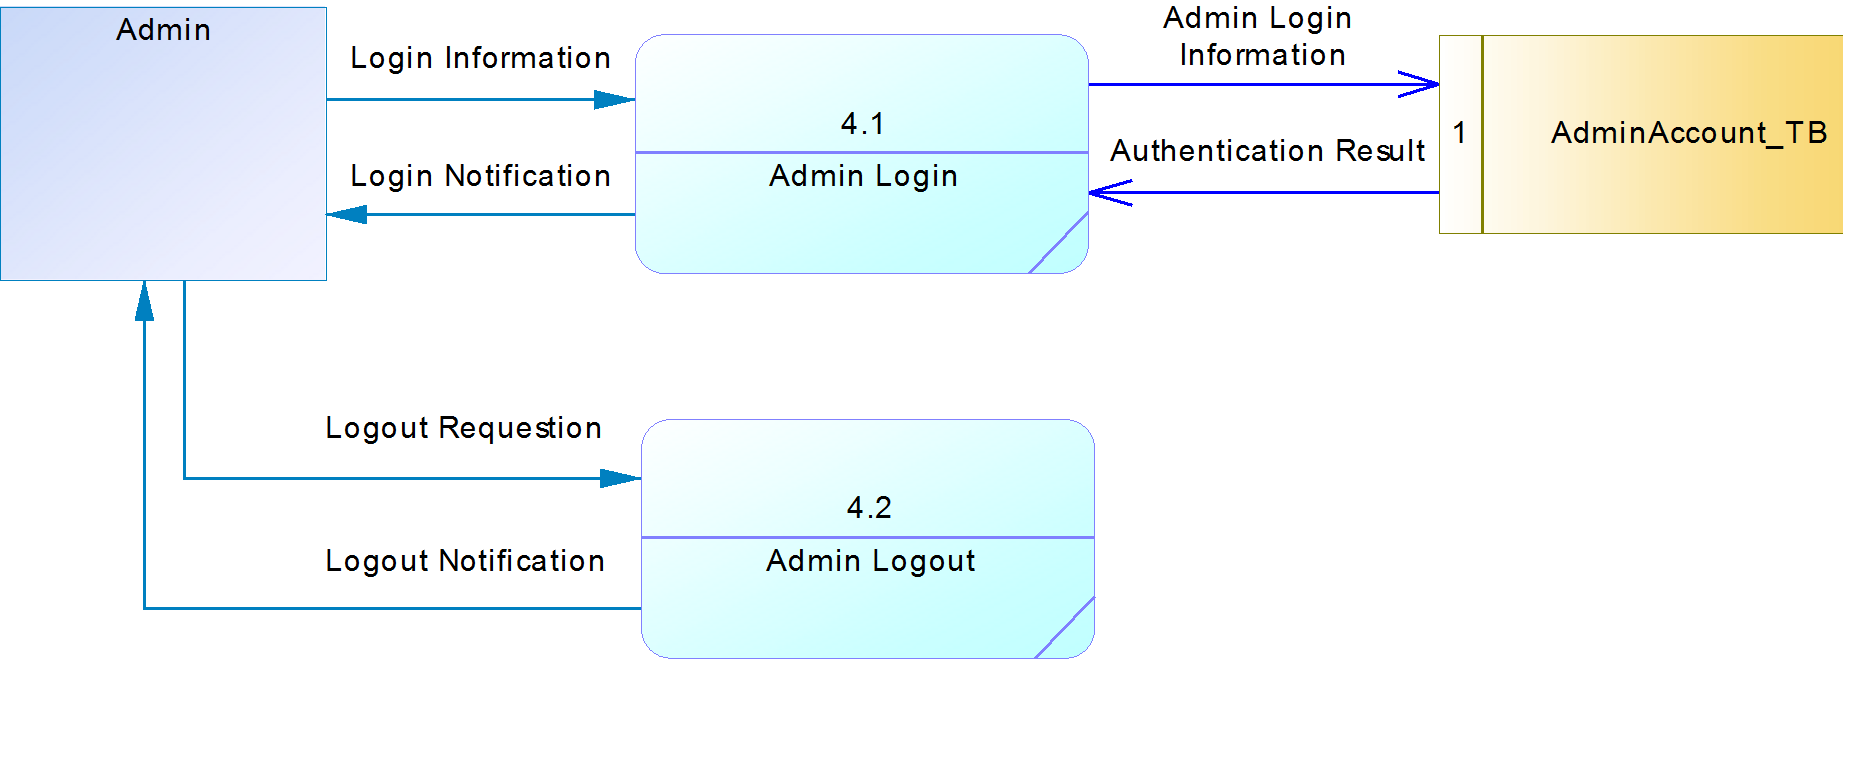 Admin
Login Information
Login Notification
4.1
Admin Login
Admin Login
Information
Authentication Result
1
AdminAccount_TB
Logout Requestion
Logout Notification
4.2
Admin Logout